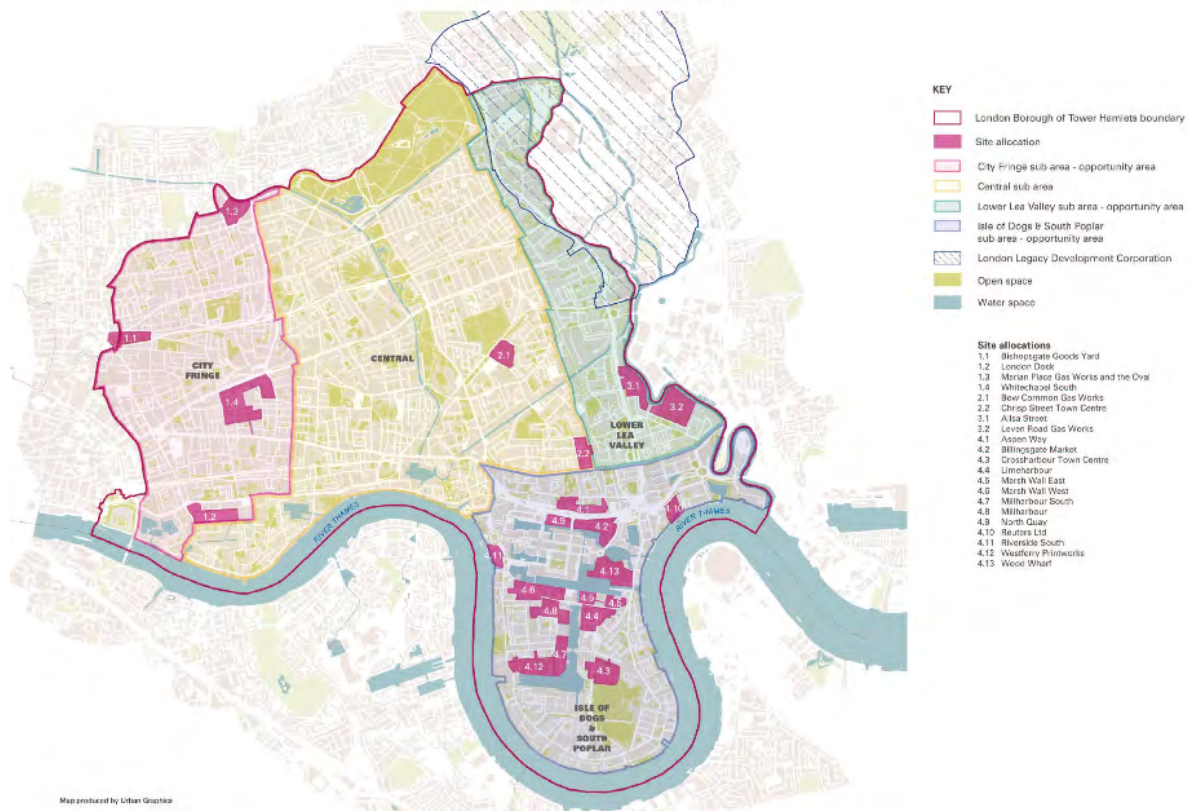 1.3
1.1
CITY
FRINGE
1.4
1.2
CENTRAL
2.1
2.2
3.1
3.2
LOWER
LEA
VALLEY
RIVER THAMES
RIVER THAMES
4.1
4.9
4.2
4.10
4.11
4.13
4.6
4.5
4.5
4.8
4.4
4.7
4.12
4.3
ISLE OF
DOGS
&
SOUTH
POPLAR
Map produced by Urban Graphics
KEY
London Borough of Tower Hamlets boundary
Site allocation
City Fringe sub area - opportunity area
Central sub area
Lower Lea Valley sub area - opportunity area
Isle of Dogs & South Poplar
sub area - opportunity area
London Legacy Development Corporation
Open space
Water space
Site allocations
1.1 Bishopsgate Goods Yard
1.2 London Dock
1.3 Marian Place Gas Works and the Oval
1.4 Whitechapel South
2.1 Bow Common Gas Works
2.2 Chrisp Street Town Centre
3.1 Ailsa Street
3.2 Leven Road Gas Works
4.1 Aspen Way
4.2 Billingsgate Market
4.3 Crossharbour Town Centre
4.4 Limeharbour
4.5 Marsh Wall East
4.6 Marsh Wall West
4.7 Millharbour South
4.8 Millharbour
4.9 North Quay
4.10 Reuters Ltd
4.11 Riverside South
4.12 Westferry Printworks
4.13 Wood Wharf